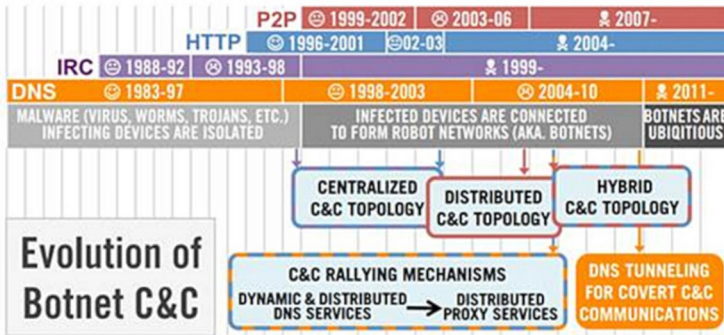 P2P 1999-2002 2003-06 2007-
HTTP 1996-2001 02-03 2004-
IRC 1988-92 1993-98 1999-
DNS 1983-97 1998-2003 2004-10 2011-
MALWARE (VIRUS, WORMS, TROJANS, ETC.)
INFECTING DEVICES ARE ISOLATED
INFECTED DEVICES ARE CONNECTED
TO FORM ROBOT NETWORKS (AKA. BOTNETS)
BOTNETS ARE
UBIQITIOUS
CENTRALIZED
C&C TOPOLOGY
DISTRIBUTED
C&C TOPOLOGY
HYBRID
C&C TOPOLOGY
Evolution of
Botnet C&C
C&C RALLYING MECHANISMS
DYNAMIC & DISTRIBUTED
DNS SERVICES
DISTRIBUTED
PROXY SERVICES
DNS TUNNELING
FOR COVERT C&C
COMMUNICATIONS